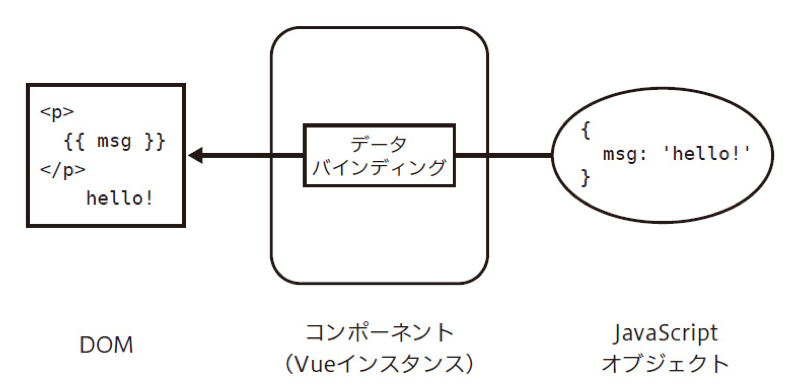 <p>
{{ msg }}
</p>
hello!
データ
バインディング
{
msg: 'hello!'
}
DOM
コンポーネント
（Vueインスタンス）
JavaScript
オブジェクト